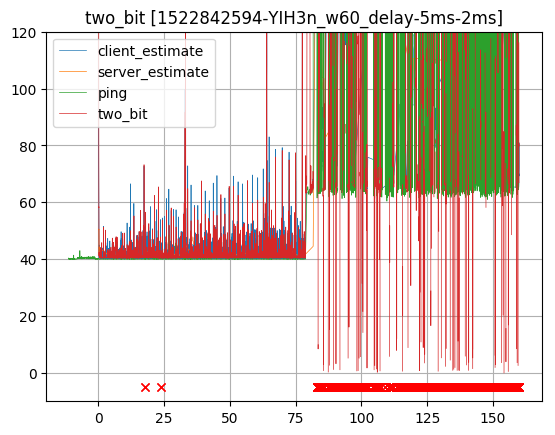 two_bit [1522842594-YIH3n_w60_delay-5ms-2ms]
120
100
80
60
40
20
0
client_estimate
server_estimate
ping
two_bit
0 25 50 75 100 125 150